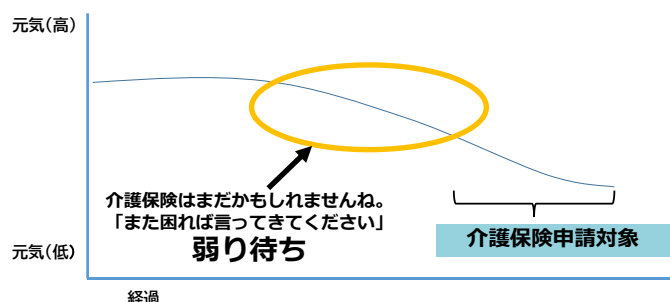 元気(高)
介護保険はまだかもしれませんね。
「また困れば言ってきてください」
弱り待ち
介護保険申請対象
元気(低)
経過